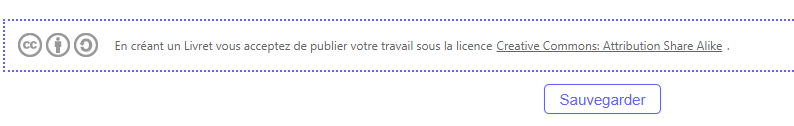 En créant un Livret vous acceptez de publier votre travail sous la licence Creative Commons: Attribution Share Alike .
Sauvegarder